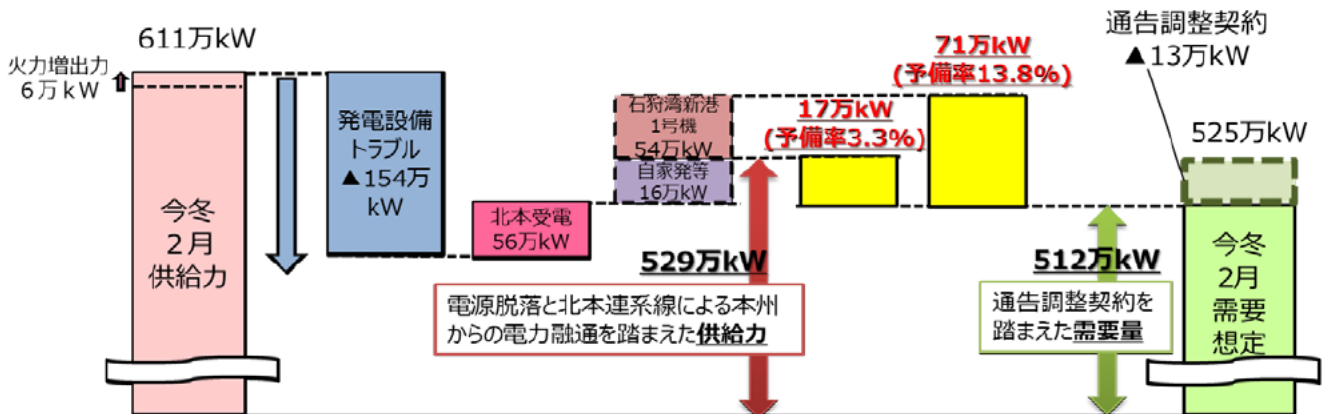 611万kW
火力増出力
6万kW
今冬
2月
供給力
発電設備
トラブル
▲154万
kW
北本受電
56万kW
石狩湾新港
1号機
54万kW
自家発等
16万kW
529万kW
電源脱落と北本連系線による本州
からの電力融通を踏まえた供給力
17万kW
(予備率3.3%)
71万kW
(予備率13.8%)
512万kW
通告調整契約を
踏まえた需要量
通告調整契約
▲13万kW
525万kW
今冬
2月
需要
想定